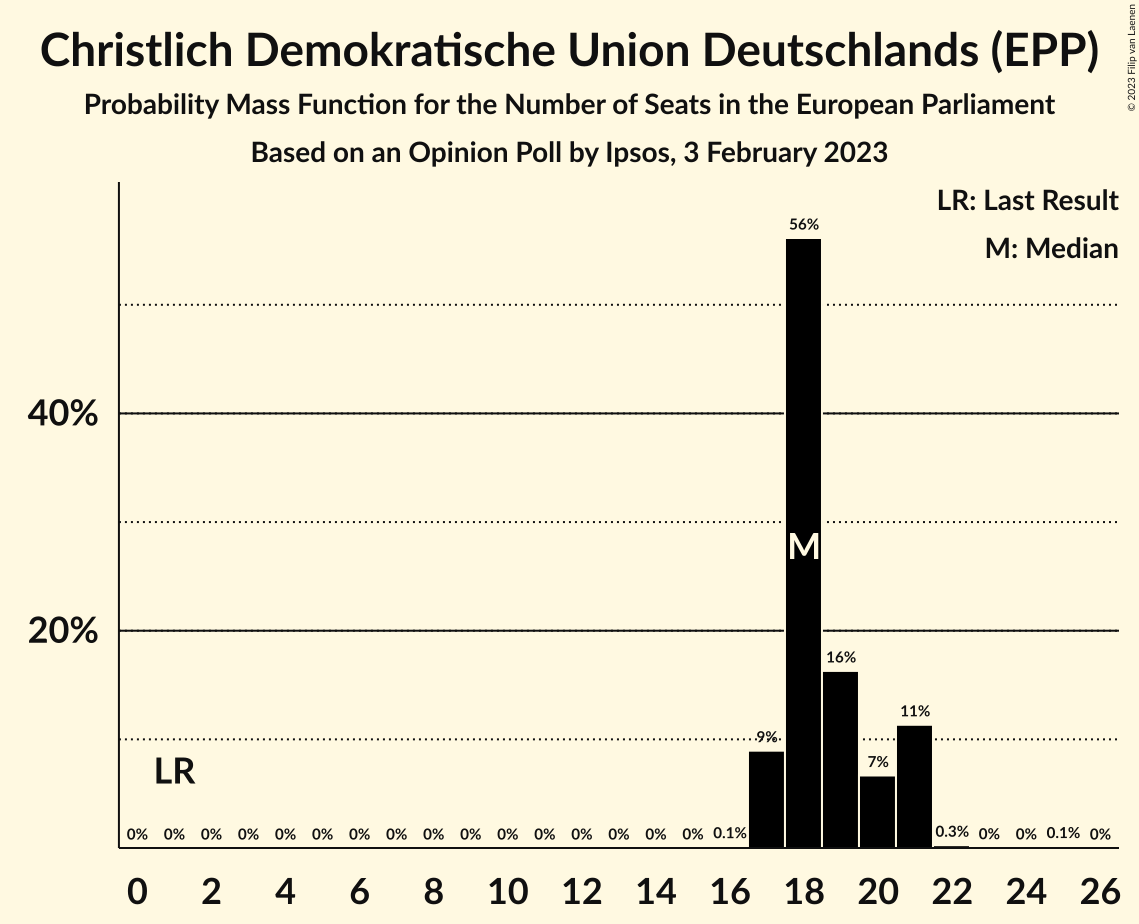 Christlich Demokratische Union Deutschlands (EPP)
Probability Mass Function for the Number of Seats in the European Parliament
Based on an Opinion Poll by Ipsos, 3 February 2023
© 2023 Filip van Laenen
LR: Last Result
M: Median
56%
40%
M
20%
16%
11%
9%
7%
LR
0% 0% 0% 0% 0% 0% 0% 0% 0% 0% 0% 0% 0% 0% 0% 0% 0.1% 0.3% 0% 0% 0.1% 0%
0 2 4 6 8 10 12 14 16 18 20 22 24 26